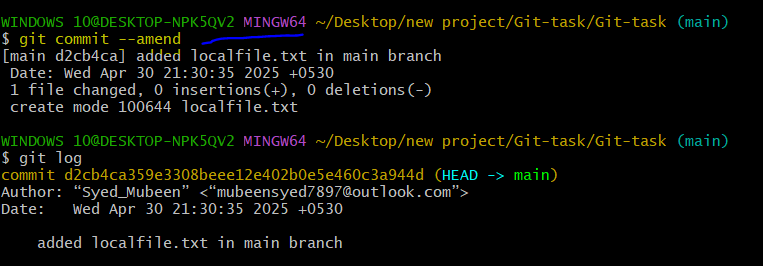 WINDOWS 10@DESKTOP-NPK5QV2 MINGW64 ~/Desktop/new project/Git-task/Git-task (main)
$ git commit --amend
[main d2cb4ca] added localfile.txt in main branch
 Date: Wed Apr 30 21:30:35 2025 +0530
 1 file changed, 0 insertions(+), 0 deletions(-)
 create mode 100644 localfile.txt
WINDOWS 10@DESKTOP-NPK5QV2 MINGW64 ~/Desktop/new project/Git-task/Git-task (main)
$ git log
commit d2cb4ca359e3308beee12e402b0e5e460c3a944d (HEAD -> main)
Author: “Syed_Mubeen” <“mubeensyed7897@outlook.com”>
Date:   Wed Apr 30 21:30:35 2025 +0530
    added localfile.txt in main branch